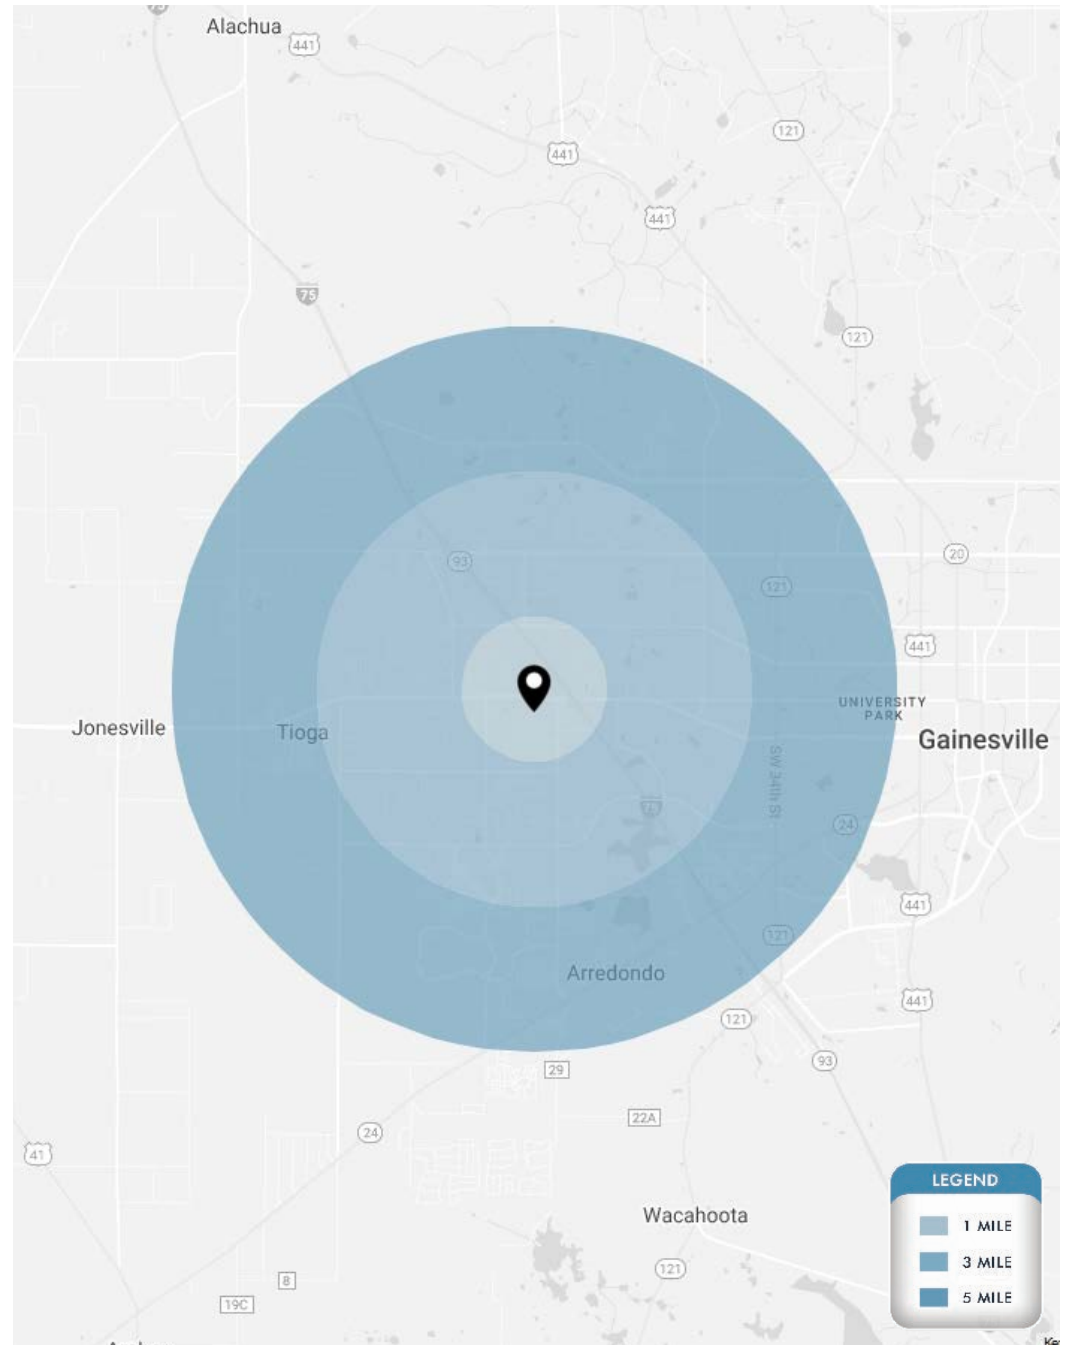 75
Alachua
441
121
441
441
75
121
93
20
121
441
UNIVERSITY
PARK
Jonesville
Tioga
Gainesville
SW 34th St
24
441
121
Arredondo
441
121
93
29
22A
24
41
LEGEND
1 MILE
3 MILE
5 MILE
Wacahoota
121
8
19C